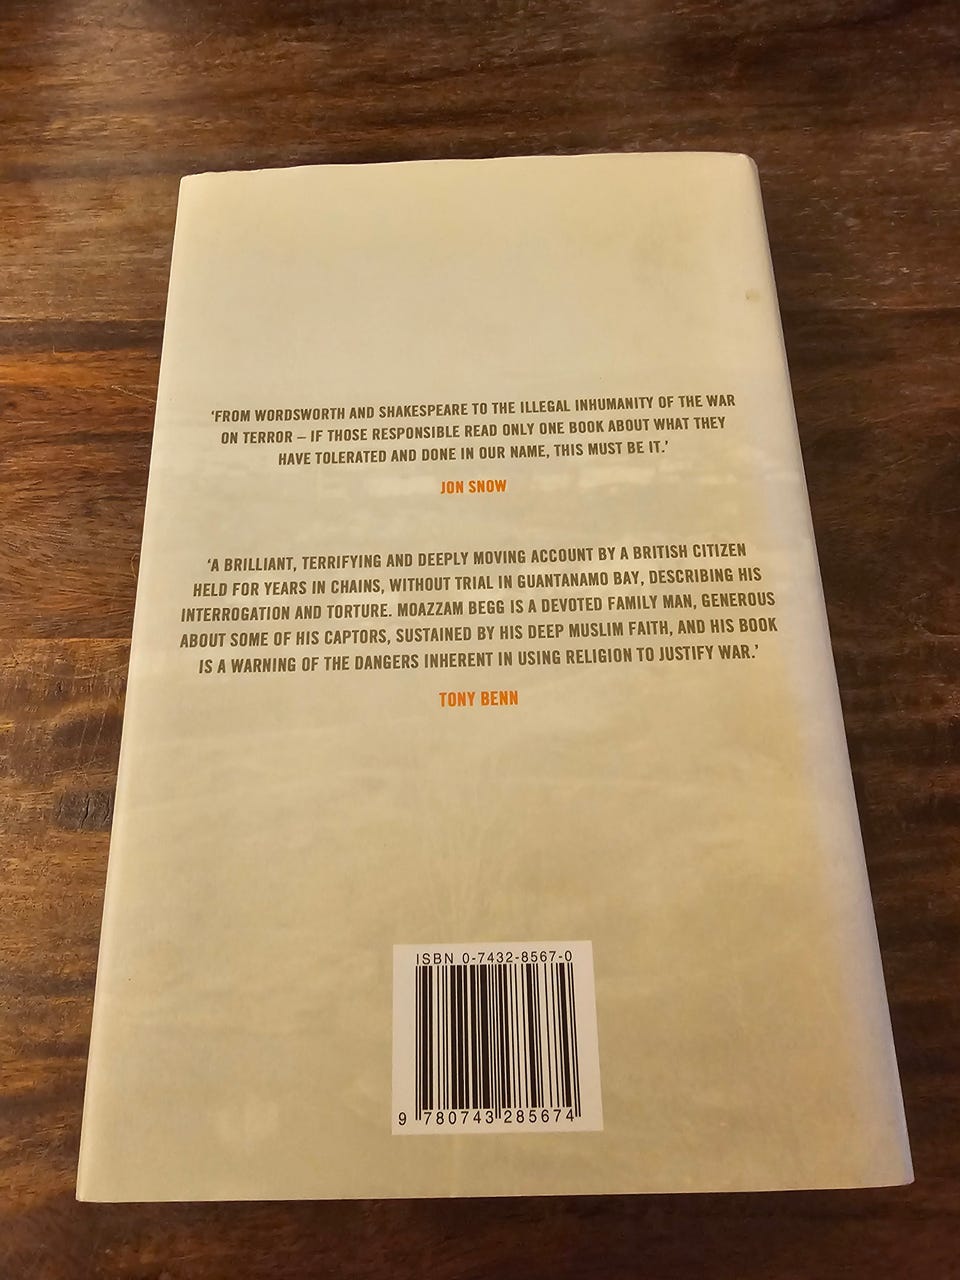 ‘FROM WORDSWORTH AND SHAKESPEARE TO THE ILLEGAL INHUMANITY OF THE WAR
ON TERROR – IF THOSE RESPONSIBLE READ ONLY ONE BOOK ABOUT WHAT THEY
HAVE TOLERATED AND DONE IN OUR NAME, THIS MUST BE IT.’
JON SNOW
‘A BRILLIANT, TERRIFYING AND DEEPLY MOVING ACCOUNT BY A BRITISH CITIZEN
HELD FOR YEARS IN CHAINS, WITHOUT TRIAL IN GUANTANAMO BAY, DESCRIBING HIS
INTERROGATION AND TORTURE. MOAZZAM BEGG IS A DEVOTED FAMILY MAN, GENEROUS
ABOUT SOME OF HIS CAPTORS, SUSTAINED BY HIS DEEP MUSLIM FAITH, AND HIS BOOK
IS A WARNING OF THE DANGERS INHERENT IN USING RELIGION TO JUSTIFY WAR.’
TONY BENN
ISBN 0-7432-8567-0
9 780743 285674